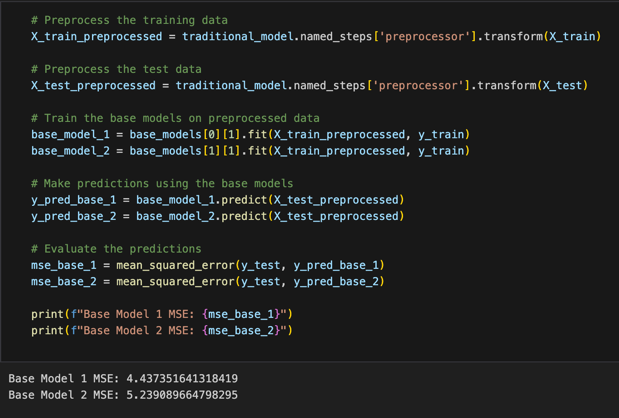 # Preprocess the training data
X_train_preprocessed = traditional_model.named_steps['preprocessor'].transform(X_train)
# Preprocess the test data
X_test_preprocessed = traditional_model.named_steps['preprocessor'].transform(X_test)
# Train the base models on preprocessed data
base_model_1 = base_models[0][1].fit(X_train_preprocessed, y_train)
base_model_2 = base_models[1][1].fit(X_train_preprocessed, y_train)
# Make predictions using the base models
y_pred_base_1 = base_model_1.predict(X_test_preprocessed)
y_pred_base_2 = base_model_2.predict(X_test_preprocessed)
# Evaluate the predictions
mse_base_1 = mean_squared_error(y_test, y_pred_base_1)
mse_base_2 = mean_squared_error(y_test, y_pred_base_2)
print(f"Base Model 1 MSE: {mse_base_1}")
print(f"Base Model 2 MSE: {mse_base_2}")
Base Model 1 MSE: 4.437351641318419
Base Model 2 MSE: 5.239089664798295